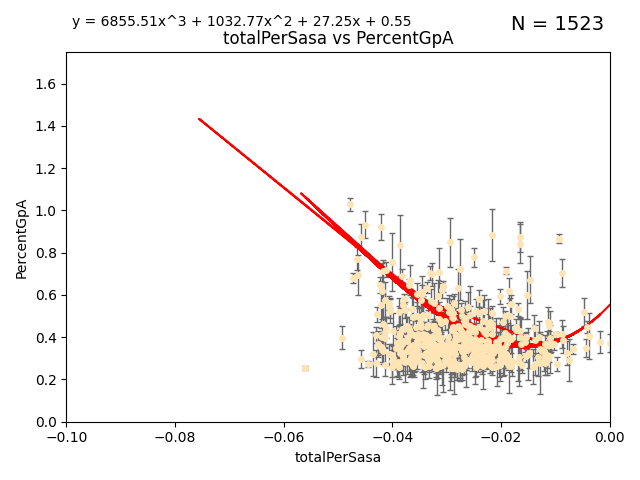 y = 6855.51x^3 + 1032.77x^2 + 27.25x + 0.55
N = 1523
totalPerSasa vs PercentGpA
PercentGpA
1.6
1.4
1.2
1.0
0.8
0.6
0.4
0.2
0.0
−0.10 −0.08 −0.06 −0.04 −0.02 0.00
totalPerSasa